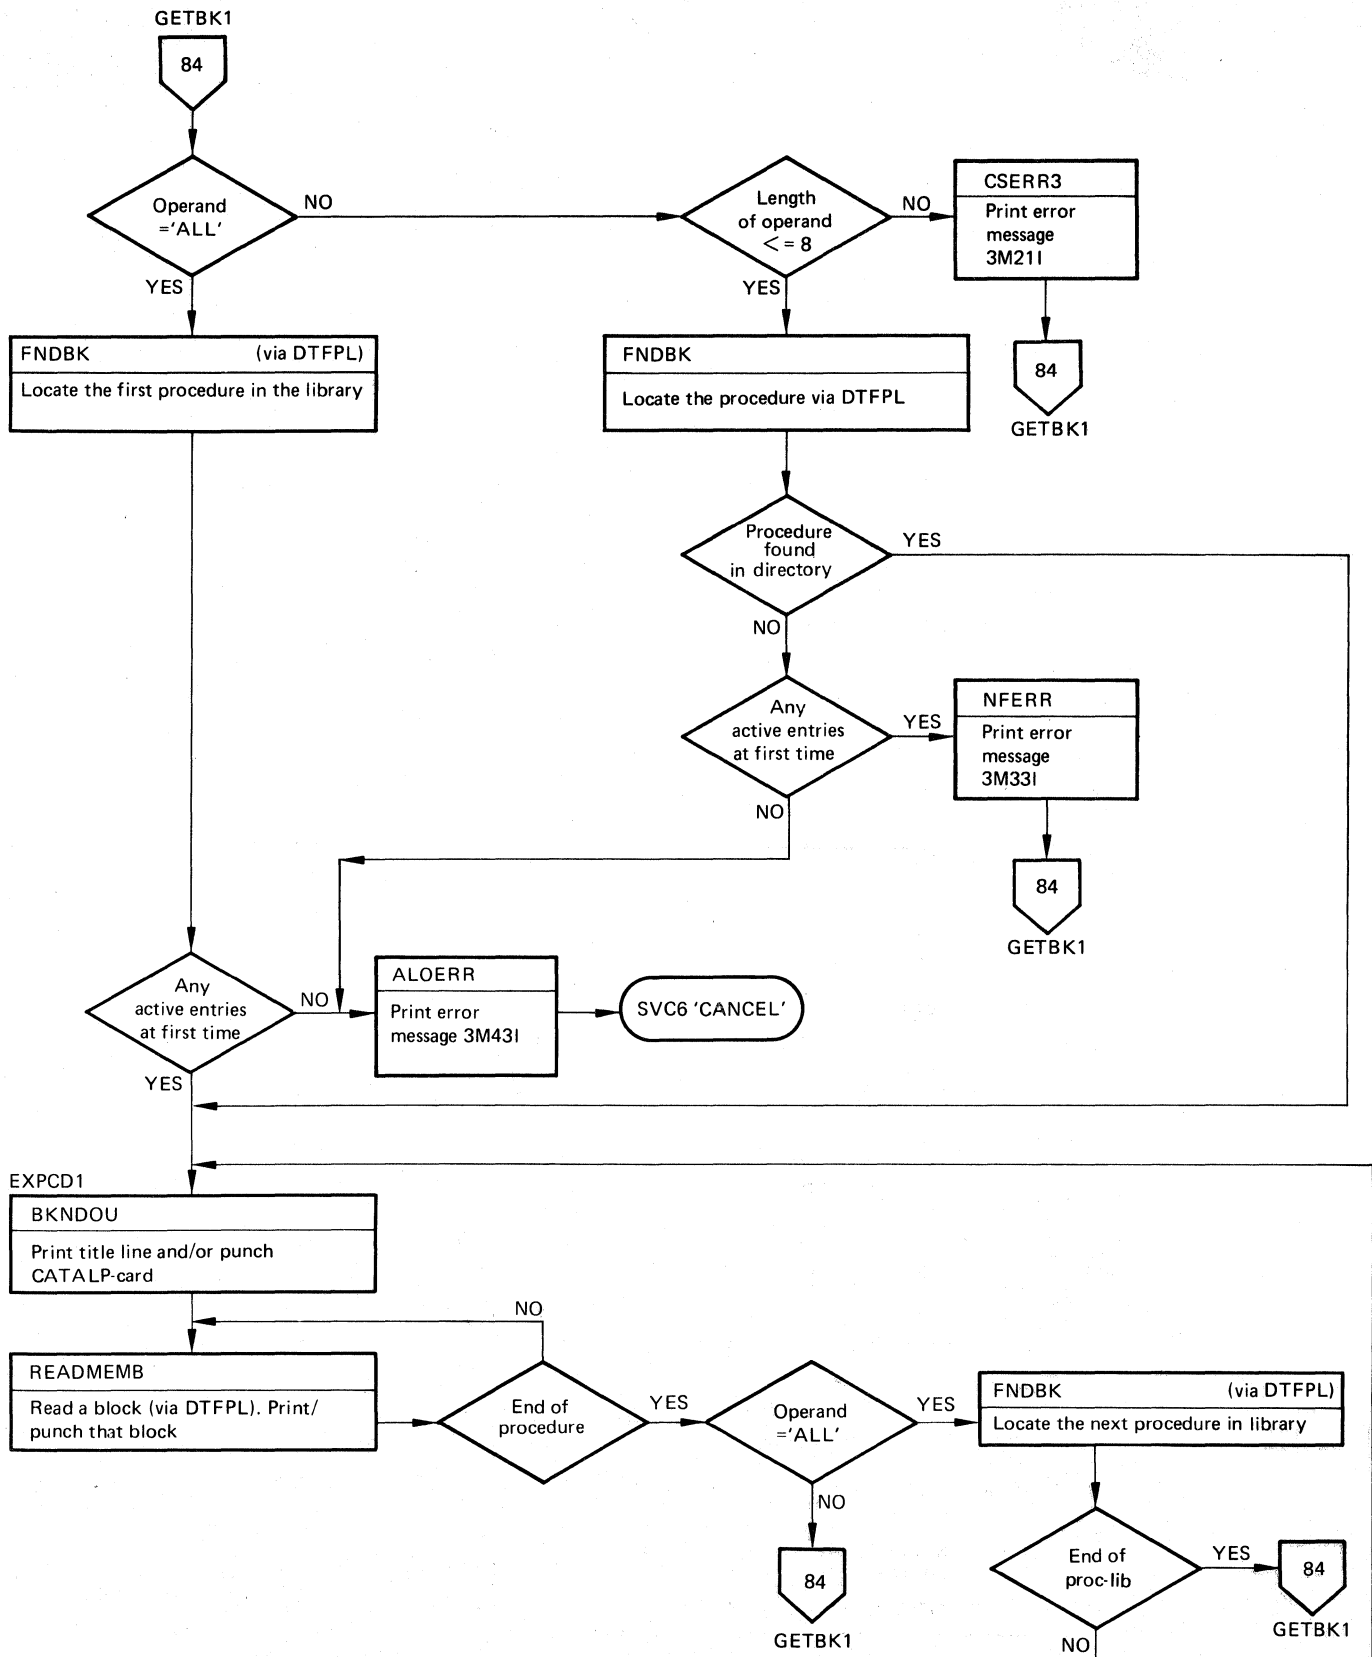 GETBK1
84
Operand
='ALL'
NO
YES
Length
of operand
< = 8
NO
YES
CSERR3
Print error
message
3M21I
84
GETBK1
FNDBK (via DTFPL)
Locate the first procedure in the library
FNDBK
Locate the procedure via DTFPL
Procedure
found
in directory
YES
NO
Any
active entries
at first time
YES
NO
NFERR
Print error
message
3M33I
84
GETBK1
Any
active entries
at first time
NO
YES
ALOERR
Print error
message 3M43I
SVC6 'CANCEL'
EXPCD1
BKNDOU
Print title line and/or punch
CATALP-card
NO
READMEMB
Read a block (via DTFPL). Print/
punch that block
End of
procedure
YES
Operand
='ALL'
YES
NO
84
GETBK1
FNDBK (via DTFPL)
Locate the next procedure in library
End of
proc-lib
YES
84
GETBK1
NO